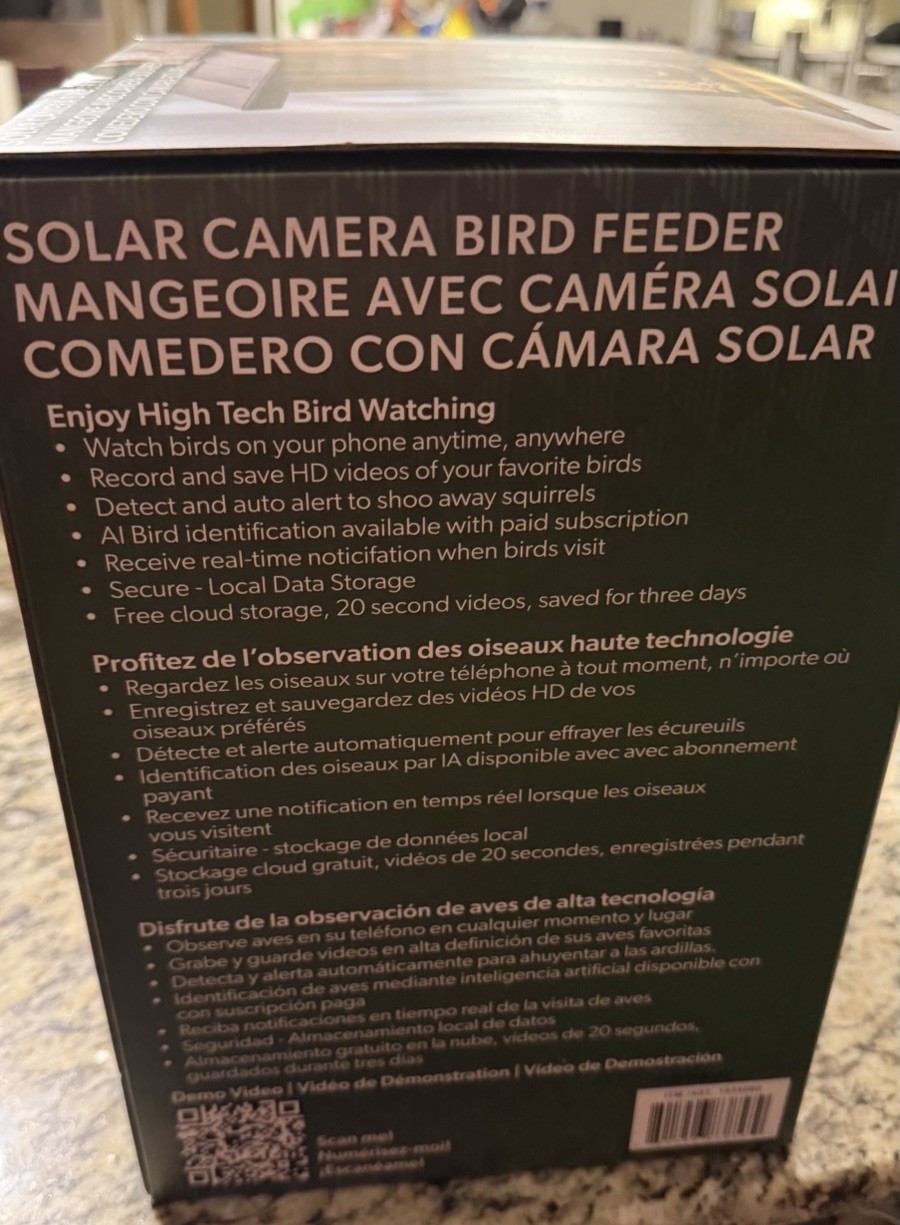 SOLAR CAMERA BIRD FEEDER
MANGEOIRE AVEC CAMÉRA SOLAI
COMEDERO CON CÁMARA SOLAR
Enjoy High Tech Bird Watching
• Watch birds on your phone anytime, anywhere
• Record and save HD videos of your favorite birds
• Detect and auto alert to shoo away squirrels
• AI Bird identification available with paid subscription
• Receive real-time noticifation when birds visit
• Secure - Local Data Storage
• Free cloud storage, 20 second videos, saved for three days
Profitez de l'observation des oiseaux haute technologie
• Regardez les oiseaux sur votre téléphone à tout moment, n'importe où
• Enregistrez et sauvegardez des vidéos HD de vos
oiseaux préférés
• Détecte et alerte automatiquement pour effrayer les écureuils
• Identification des oiseaux par IA disponible avec avec abonnement
payant
• Recevez une notification en temps réel lorsque les oiseaux
vous visitent
• Sécuritaire - stockage de données local
• Stockage cloud gratuit, vidéos de 20 secondes, enregistrées pendant
trois jours
Disfrute de la observación de aves de alta tecnología
• Observe aves en su teléfono en cualquier momento y lugar
• Grabe y guarde videos en alta definición de sus aves favoritas
• Detecta y alerta automáticamente para ahuyentar a las ardillas.
• Identificación de aves mediante inteligencia artificial disponible con
con suscripción paga
• Reciba notificaciones en tiempo real de la visita de aves
• Seguridad - Almacenamiento local de datos
• Almacenamiento gratuito en la nube, vídeos de 20 segundos,
guardados durante tres días
Demo Video | Vidéo de Démonstration | Vídeo de Demostración
Scan me!
Numérisez-moi!
¡Escanéame!